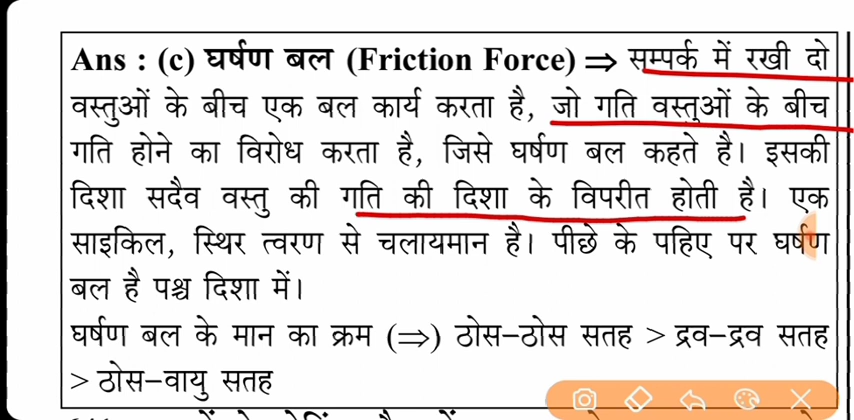 Ans : (c) घर्षण बल (Friction Force) ⇒ सम्पर्क में रखी दो
वस्तुओं के बीच एक बल कार्य करता है, जो गति वस्तुओं के बीच
गति होने का विरोध करता है, जिसे घर्षण बल कहते है। इसकी
दिशा सदैव वस्तु की गति की दिशा के विपरीत होती है। एक
साइकिल, स्थिर त्वरण से चलायमान है। पीछे के पहिए पर घर्षण
बल है पश्च दिशा में।
घर्षण बल के मान का क्रम (⇒) ठोस-ठोस सतह > द्रव-द्रव सतह
> ठोस-वायु सतह